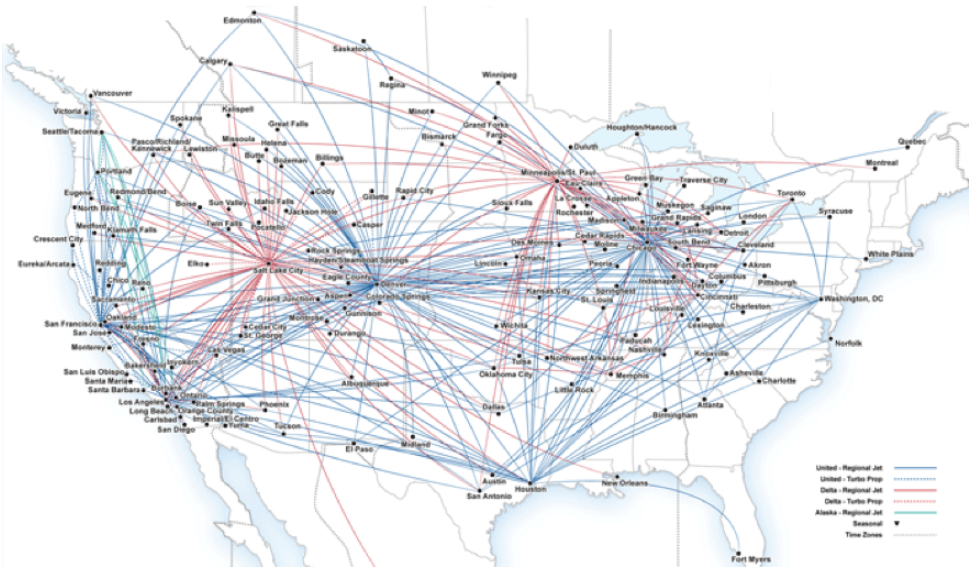 Edmonton
Saskatoon
Calgary
Regina
Winnipeg
Vancouver
Victoria
Kalispell
Minot
Grand Forks
Fargo
Houghton/Hancock
Spokane
Great Falls
Seattle/Tacoma
Bismarck
Duluth
Quebec
Pasco/Richland/
Kennewick
Lewiston
Missoula
Helena
Butte
Bozeman
Billings
Montreal
Portland
Minneapolis/St. Paul
Eau Claire
Green Bay
Traverse City
Toronto
Eugene
Redmond/Bend
North Bend
Boise
Sun Valley
Idaho Falls
Cody
Gillette
Rapid City
La Crosse
Appleton
Rochester
Muskegon
Saginaw
Jackson Hole
Sioux Falls
Madison
Grand Rapids
London
Syracuse
Medford
Klamath Falls
Twin Falls
Pocatello
Casper
Milwaukee
Lansing
Detroit
Crescent City
Cedar Rapids
Moline
Des Moines
South Bend
Cleveland
White Plains
Rock Springs
Hayden/Steamboat Springs
Eureka/Arcata
Redding
Elko
Salt Lake City
Eagle County
Denver
Lincoln
Omaha
Peoria
Fort Wayne
Akron
Chico
Reno
Indianapolis
Columbus
Dayton
Pittsburgh
Grand Junction
Aspen
Colorado Springs
Kansas City
Springfield
St. Louis
Cincinnati
Washington, DC
Sacramento
Gunnison
Montrose
Louisville
Charleston
San Francisco
Oakland
Modesto
San Jose
Fresno
Cedar City
St. George
Durango
Wichita
Lexington
Paducah
Nashville
Norfolk
Monterey
Las Vegas
Bakersfield
Inyokern
Tulsa
Northwest Arkansas
Knoxville
San Luis Obispo
Santa Maria
Santa Barbara
Burbank
Ontario
Albuquerque
Oklahoma City
Little Rock
Memphis
Asheville
Charlotte
Los Angeles
Palm Springs
Long Beach
Orange County
Phoenix
Dallas
Birmingham
Atlanta
Carlsbad
Imperial/El Centro
San Diego
Yuma
Tucson
El Paso
Midland
Austin
San Antonio
Houston
New Orleans
Fort Myers
United - Regional Jet
United - Turbo Prop
Delta - Regional Jet
Delta - Turbo Prop
Alaska - Regional Jet
Seasonal
Time Zones